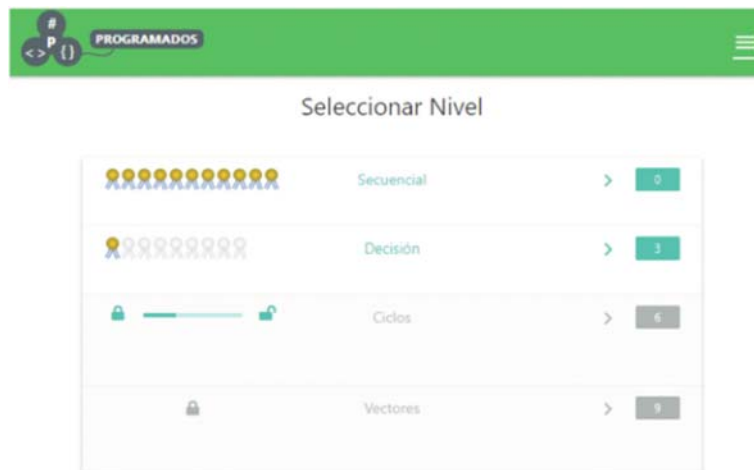 #
P
<> {}
PROGRAMADOS
Seleccionar Nivel
Secuencial > 0
Decisión > 3
Ciclos > 6
Vectores > 9